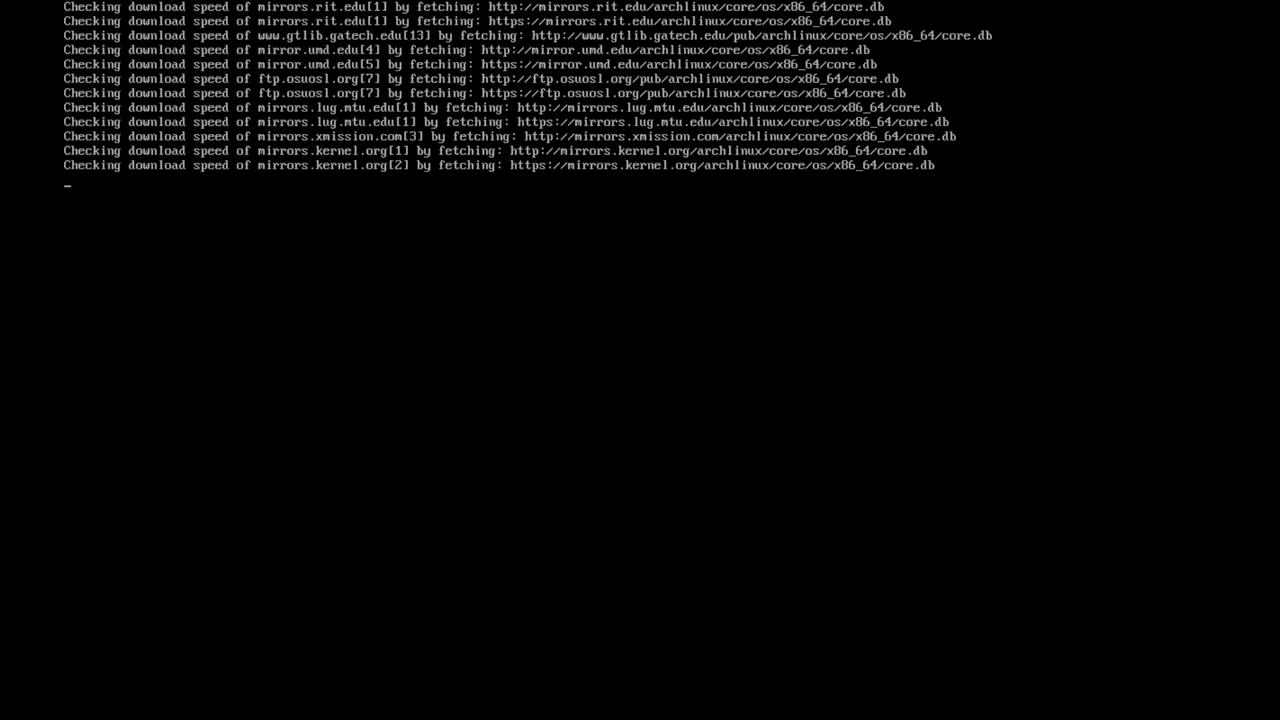 Checking download speed of mirrors.rit.edu[1] by fetching: http://mirrors.rit.edu/archlinux/core/os/x86_64/core.db
Checking download speed of mirrors.rit.edu[1] by fetching: https://mirrors.rit.edu/archlinux/core/os/x86_64/core.db
Checking download speed of www.gtlib.gatech.edu[13] by fetching: http://www.gtlib.gatech.edu/pub/archlinux/core/os/x86_64/core.db
Checking download speed of mirror.umd.edu[4] by fetching: http://mirror.umd.edu/archlinux/core/os/x86_64/core.db
Checking download speed of mirror.umd.edu[5] by fetching: https://mirror.umd.edu/archlinux/core/os/x86_64/core.db
Checking download speed of ftp.osuosl.org[7] by fetching: http://ftp.osuosl.org/pub/archlinux/core/os/x86_64/core.db
Checking download speed of ftp.osuosl.org[7] by fetching: https://ftp.osuosl.org/pub/archlinux/core/os/x86_64/core.db
Checking download speed of mirrors.lug.mtu.edu[1] by fetching: http://mirrors.lug.mtu.edu/archlinux/core/os/x86_64/core.db
Checking download speed of mirrors.lug.mtu.edu[1] by fetching: https://mirrors.lug.mtu.edu/archlinux/core/os/x86_64/core.db
Checking download speed of mirrors.xmission.com[3] by fetching: http://mirrors.xmission.com/archlinux/core/os/x86_64/core.db
Checking download speed of mirrors.kernel.org[1] by fetching: http://mirrors.kernel.org/archlinux/core/os/x86_64/core.db
Checking download speed of mirrors.kernel.org[2] by fetching: https://mirrors.kernel.org/archlinux/core/os/x86_64/core.db